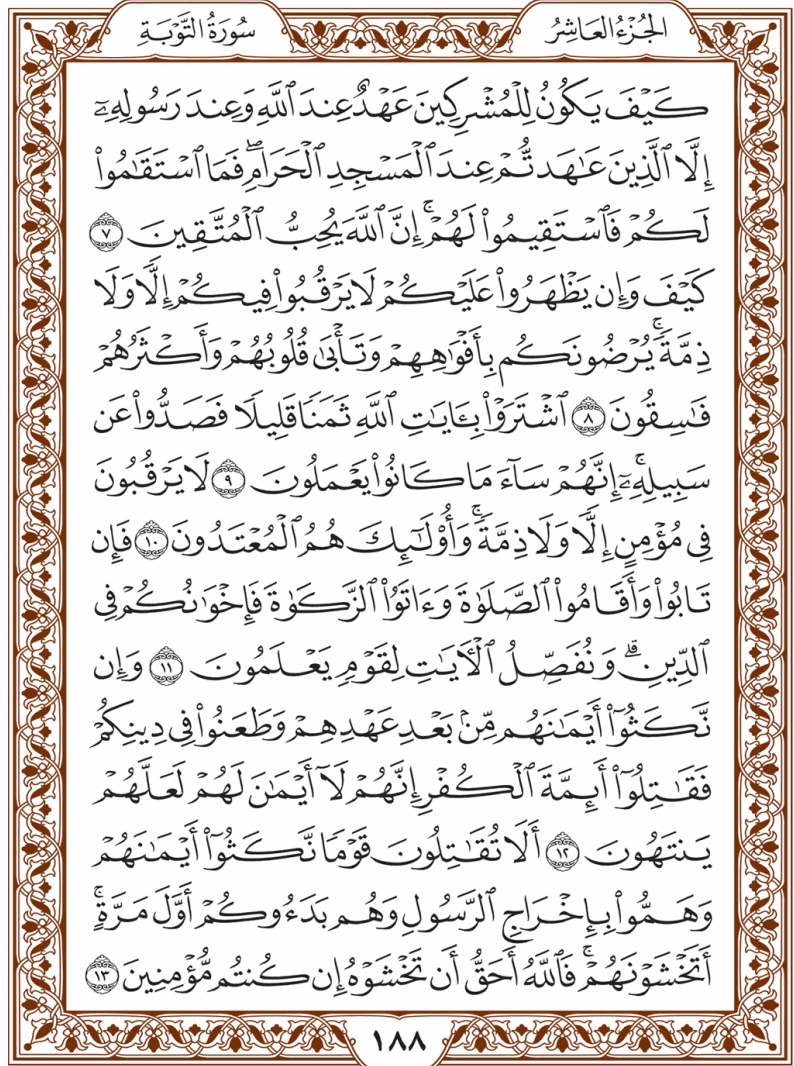 الجُزْءُ العَاشِرُ
سُورَةُ التَّوْبَةِ
كَيْفَ يَكُونُ لِلْمُشْرِكِينَ عَهْدٌ عِندَ ٱللَّهِ وَعِندَ رَسُولِهِۦٓ
إِلَّا ٱلَّذِينَ عَٰهَدتُّمْ عِندَ ٱلْمَسْجِدِ ٱلْحَرَامِۖ فَمَا ٱسْتَقَٰمُوا۟
لَكُمْ فَٱسْتَقِيمُوا۟ لَهُمْۚ إِنَّ ٱللَّهَ يُحِبُّ ٱلْمُتَّقِينَ ٧
كَيْفَ وَإِن يَظْهَرُوا۟ عَلَيْكُمْ لَا يَرْقُبُوا۟ فِيكُمْ إِلًّا وَلَا
ذِمَّةًۚ يُرْضُونَكُم بِأَفْوَٰهِهِمْ وَتَأْبَىٰ قُلُوبُهُمْ وَأَكْثَرُهُمْ
فَٰسِقُونَ ٨ ٱشْتَرَوْا۟ بِـَٔايَٰتِ ٱللَّهِ ثَمَنًا قَلِيلًا فَصَدُّوا۟ عَن
سَبِيلِهِۦٓۚ إِنَّهُمْ سَآءَ مَا كَانُوا۟ يَعْمَلُونَ ٩ لَا يَرْقُبُونَ
فِى مُؤْمِنٍ إِلًّا وَلَا ذِمَّةًۚ وَأُو۟لَٰٓئِكَ هُمُ ٱلْمُعْتَدُونَ ١٠ فَإِن
تَابُوا۟ وَأَقَامُوا۟ ٱلصَّلَوٰةَ وَءَاتَوُا۟ ٱلزَّكَوٰةَ فَإِخْوَٰنُكُمْ فِى
ٱلدِّينِۗ وَنُفَصِّلُ ٱلْـَٔايَٰتِ لِقَوْمٍ يَعْلَمُونَ ١١ وَإِن
نَّكَثُوٓا۟ أَيْمَٰنَهُم مِّنۢ بَعْدِ عَهْدِهِمْ وَطَعَنُوا۟ فِى دِينِكُمْ
فَقَٰتِلُوٓا۟ أَئِمَّةَ ٱلْكُفْرِ إِنَّهُمْ لَآ أَيْمَٰنَ لَهُمْ لَعَلَّهُمْ
يَنتَهُونَ ١٢ أَلَا تُقَٰتِلُونَ قَوْمًا نَّكَثُوٓا۟ أَيْمَٰنَهُمْ
وَهَمُّوا۟ بِإِخْرَاجِ ٱلرَّسُولِ وَهُم بَدَءُوكُمْ أَوَّلَ مَرَّةٍۚ
أَتَخْشَوْنَهُمْۚ فَٱللَّهُ أَحَقُّ أَن تَخْشَوْهُ إِن كُنتُم مُّؤْمِنِينَ ١٣
١٨٨